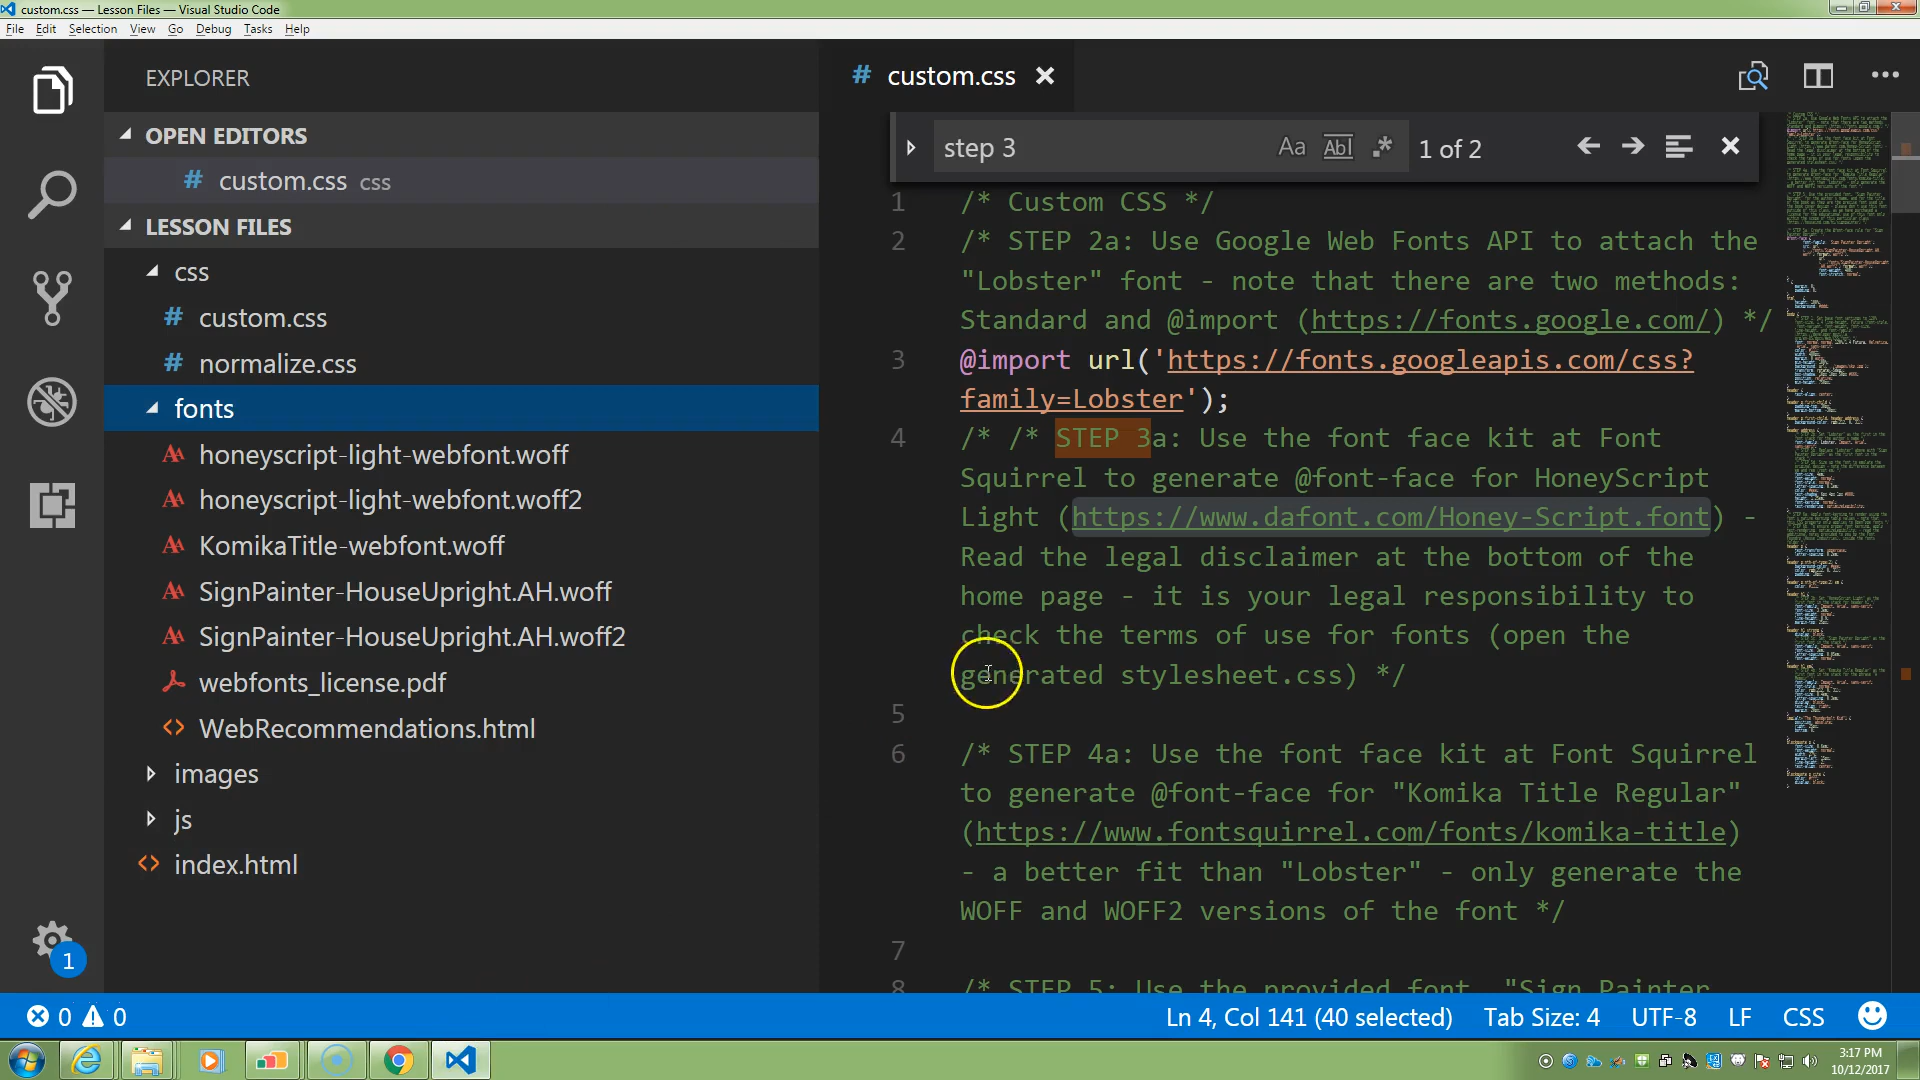 custom.css — Lesson Files — Visual Studio Code
File Edit Selection View Go Debug Tasks Help
EXPLORER
OPEN EDITORS
# custom.css css
LESSON FILES
css
# custom.css
# normalize.css
fonts
honeyscript-light-webfont.woff
honeyscript-light-webfont.woff2
KomikaTitle-webfont.woff
SignPainter-HouseUpright.AH.woff
SignPainter-HouseUpright.AH.woff2
webfonts_license.pdf
<> WebRecommendations.html
images
js
<> index.html
1
# custom.css
step 3 Aa Abl .* 1 of 2
1 /* Custom CSS */
2 /* STEP 2a: Use Google Web Fonts API to attach the
"Lobster" font - note that there are two methods:
Standard and @import (https://fonts.google.com/) */
3 @import url('https://fonts.googleapis.com/css?
family=Lobster');
4 /* /* STEP 3a: Use the font face kit at Font
Squirrel to generate @font-face for HoneyScript
Light (https://www.dafont.com/Honey-Script.font) -
Read the legal disclaimer at the bottom of the
home page - it is your legal responsibility to
check the terms of use for fonts (open the
generated stylesheet.css) */
5
6 /* STEP 4a: Use the font face kit at Font Squirrel
to generate @font-face for "Komika Title Regular"
(https://www.fontsquirrel.com/fonts/komika-title)
- a better fit than "Lobster" - only generate the
WOFF and WOFF2 versions of the font */
7
8 /* STEP 5: Use the provided font, "Sign Painter
0 0
Ln 4, Col 141 (40 selected) Tab Size: 4 UTF-8 LF CSS
3:17 PM
10/12/2017